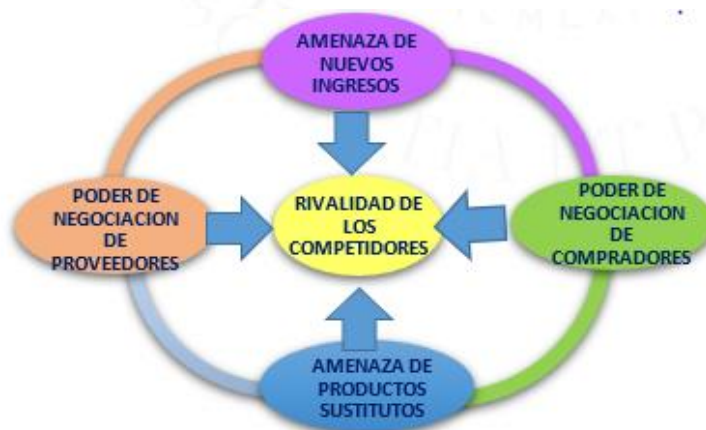 AMENAZA DE
NUEVOS
INGRESOS
PODER DE
NEGOCIACION
DE
PROVEEDORES
RIVALIDAD DE
LOS
COMPETIDORES
PODER DE
NEGOCIACION
DE
COMPRADORES
AMENAZA DE
PRODUCTOS
SUSTITUTOS